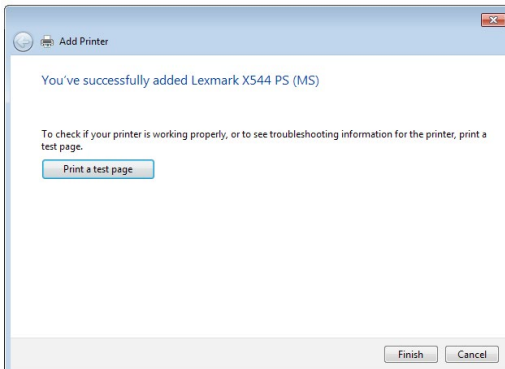 Add Printer
You've successfully added Lexmark X544 PS (MS)
To check if your printer is working properly, or to see troubleshooting information for the printer, print a
test page.
Print a test page
Finish
Cancel